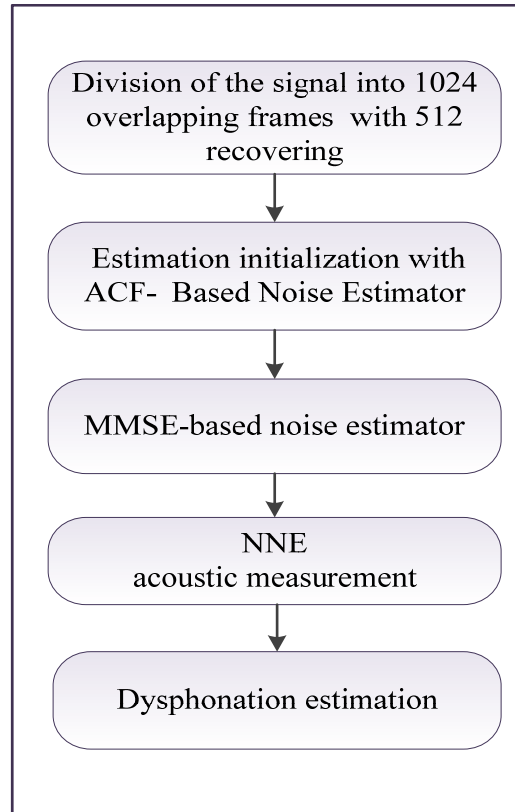 Division of the signal into 1024
overlapping frames with 512
recovering
Estimation initialization with
ACF- Based Noise Estimator
MMSE-based noise estimator
NNE
acoustic measurement
Dysphonation estimation